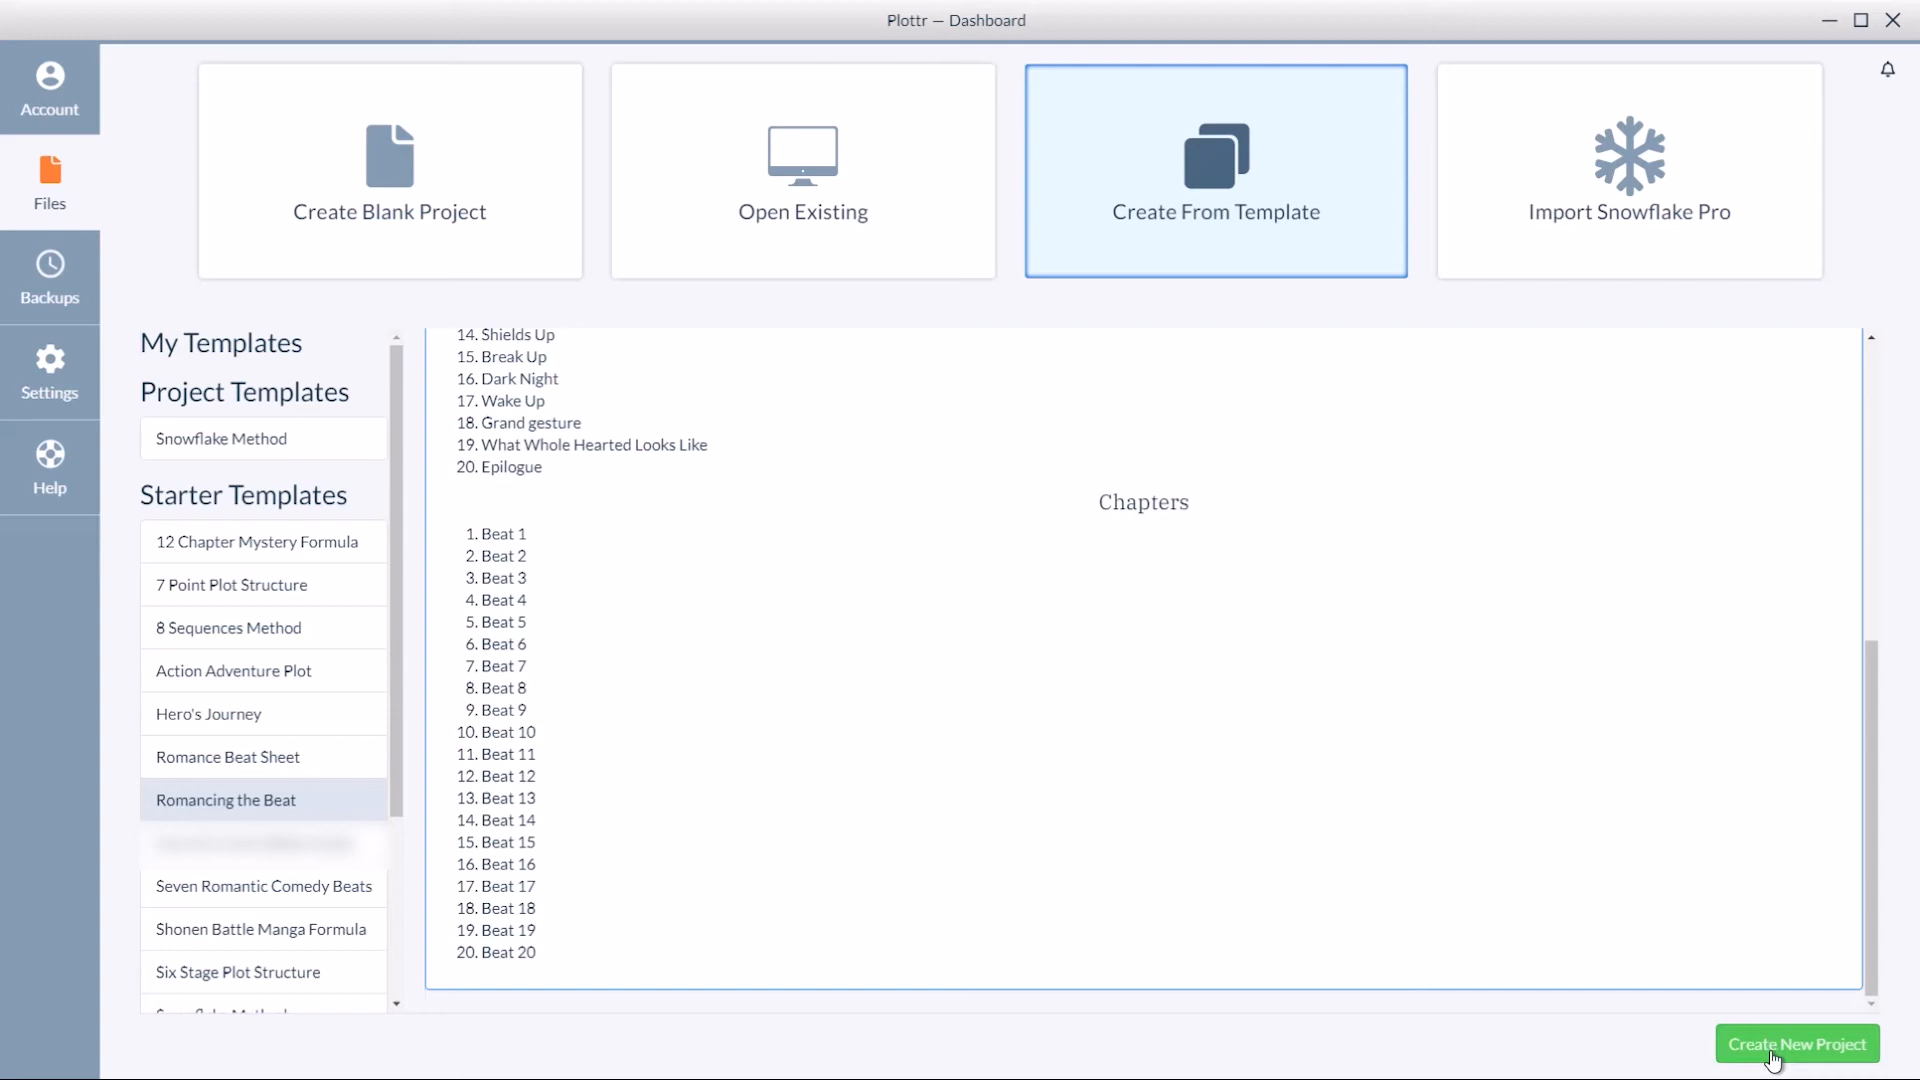 Plottr — Dashboard
Account
Files
Backups
Settings
Help
Create Blank Project
Open Existing
Create From Template
Import Snowflake Pro
My Templates
Project Templates
Snowflake Method
Starter Templates
12 Chapter Mystery Formula
7 Point Plot Structure
8 Sequences Method
Action Adventure Plot
Hero's Journey
Romance Beat Sheet
Romancing the Beat
Seven Romantic Comedy Beats
Shonen Battle Manga Formula
Six Stage Plot Structure
14. Shields Up
15. Break Up
16. Dark Night
17. Wake Up
18. Grand gesture
19. What Whole Hearted Looks Like
20. Epilogue
Chapters
1. Beat 1
2. Beat 2
3. Beat 3
4. Beat 4
5. Beat 5
6. Beat 6
7. Beat 7
8. Beat 8
9. Beat 9
10. Beat 10
11. Beat 11
12. Beat 12
13. Beat 13
14. Beat 14
15. Beat 15
16. Beat 16
17. Beat 17
18. Beat 18
19. Beat 19
20. Beat 20
Create New Project